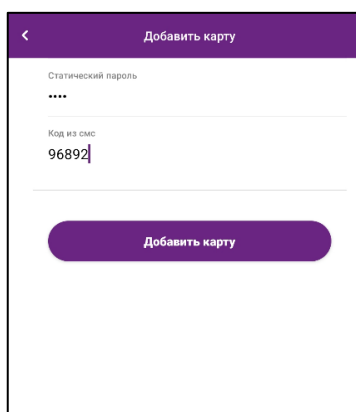 Добавить карту
Статический пароль
••••
Код из смс
96892
Добавить карту